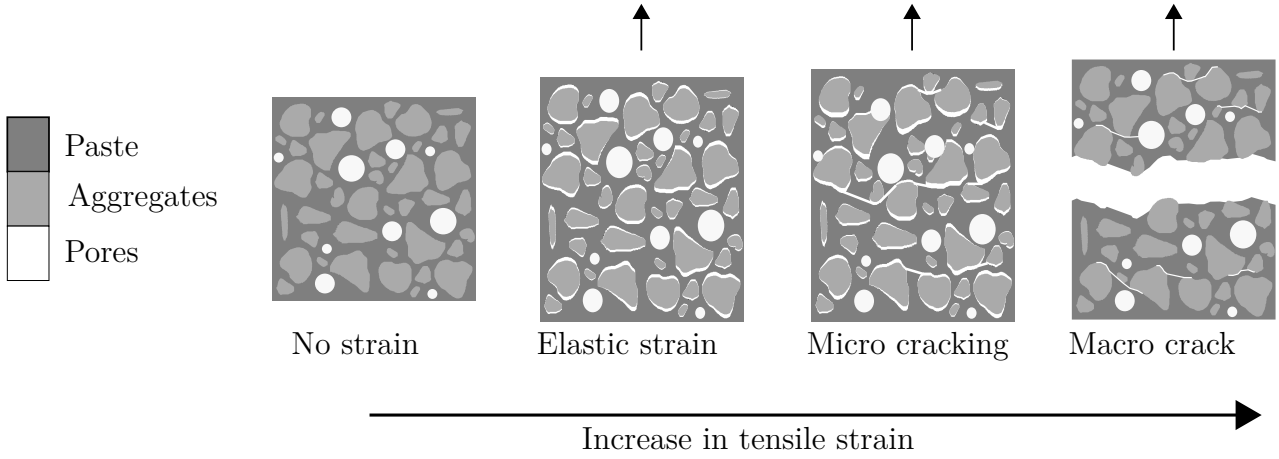 Paste
Aggregates
Pores
No strain
Elastic strain
Micro cracking
Macro crack
Increase in tensile strain